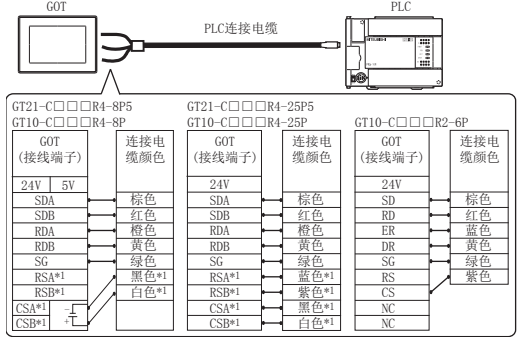 GOT
PLC
PLC连接电缆
GT21-C□□□R4-8P5
GT10-C□□□R4-8P
GOT
(接线端子)
连接电
缆颜色
24V 5V
SDA 棕色
SDB 红色
RDA 橙色
RDB 黄色
SG 绿色
RSA*1 黑色*1
RSB*1 白色*1
CSA*1 -
CSB*1 +
GT21-C□□□R4-25P5
GT10-C□□□R4-25P
GOT
(接线端子)
连接电
缆颜色
24V
SDA 棕色
SDB 红色
RDA 橙色
RDB 黄色
SG 绿色
RSA*1 蓝色*1
RSB*1 紫色*1
CSA*1 黑色*1
CSB*1 白色*1
GT10-C□□□R2-6P
GOT
(接线端子)
连接电
缆颜色
24V
SD 棕色
RD 红色
ER 蓝色
DR 黄色
SG 绿色
RS 紫色
CS
NC
NC